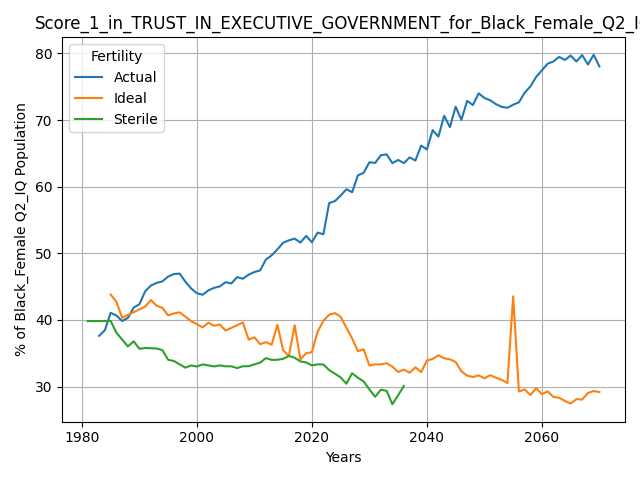 Score_1_in_TRUST_IN_EXECUTIVE_GOVERNMENT_for_Black_Female_Q2_I
Fertility
Actual
Ideal
Sterile
% of Black_Female Q2_IQ Population
80
70
60
50
40
30
1980
2000
2020
2040
2060
Years